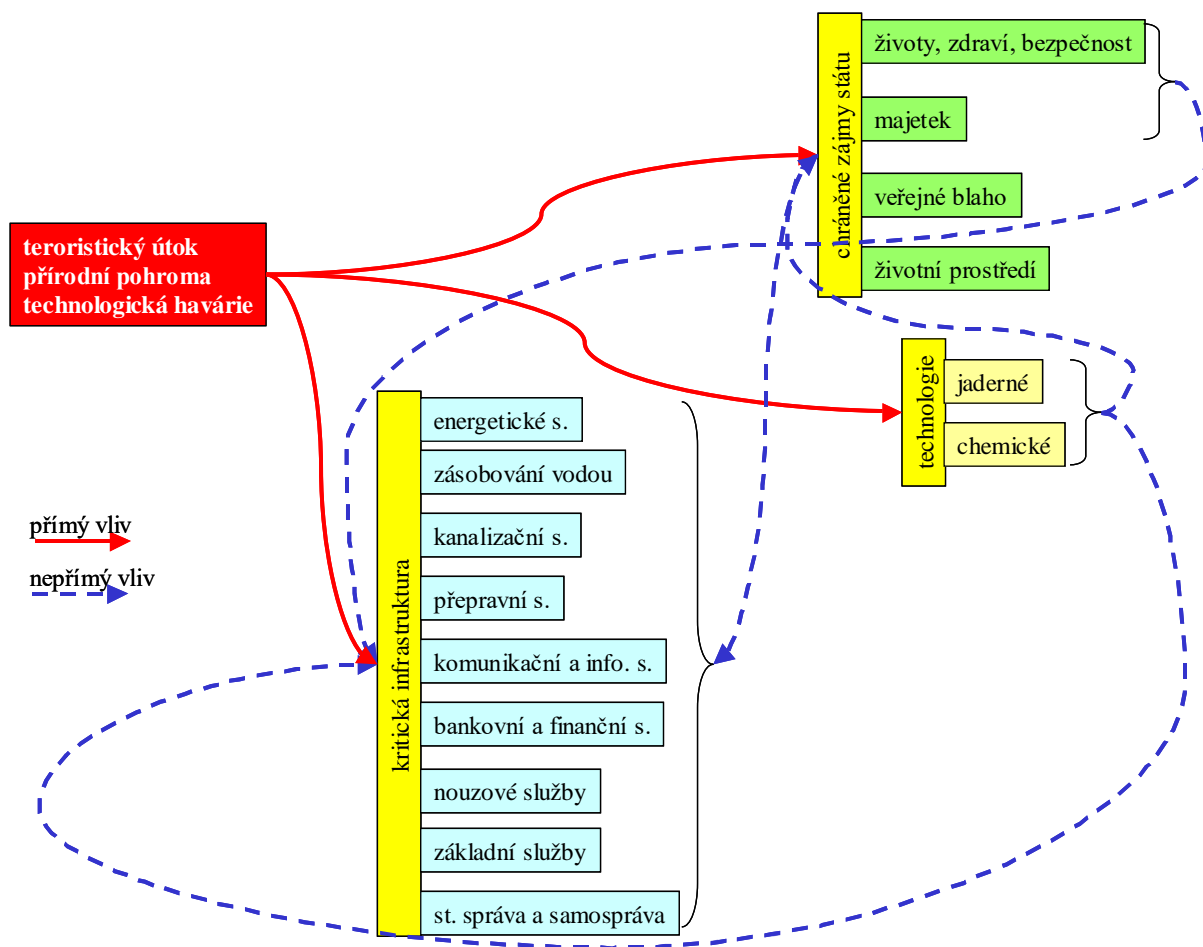 teroristický útok
přírodní pohroma
technologická havárie
chráněné zájmy státu
životy, zdraví, bezpečnost
majetek
veřejné blaho
životní prostředí
technologie
jaderné
chemické
kritická infrastruktura
energetické s.
zásobování vodou
kanalizační s.
přepravní s.
komunikační a info. s.
bankovní a finanční s.
nouzové služby
základní služby
st. správa a samospráva
přímý vliv
nepřímý vliv